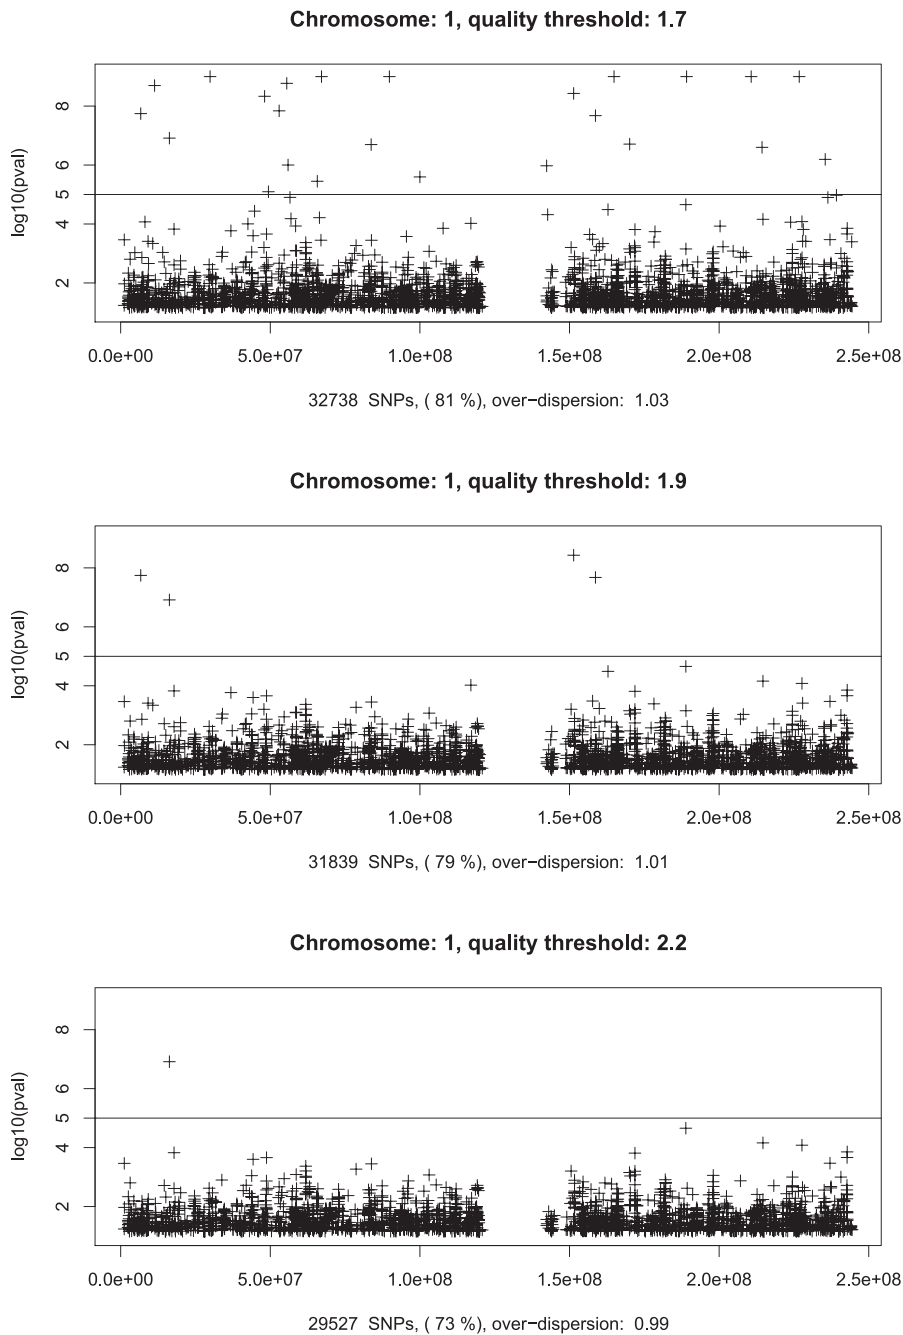 Chromosome: 1, quality threshold: 1.7
log10(pval)
8
6
5
4
2
0.0e+00 5.0e+07 1.0e+08 1.5e+08 2.0e+08 2.5e+08
32738 SNPs, ( 81 %), over−dispersion: 1.03
Chromosome: 1, quality threshold: 1.9
log10(pval)
8
6
5
4
2
0.0e+00 5.0e+07 1.0e+08 1.5e+08 2.0e+08 2.5e+08
31839 SNPs, ( 79 %), over−dispersion: 1.01
Chromosome: 1, quality threshold: 2.2
log10(pval)
8
6
5
4
2
0.0e+00 5.0e+07 1.0e+08 1.5e+08 2.0e+08 2.5e+08
29527 SNPs, ( 73 %), over−dispersion: 0.99